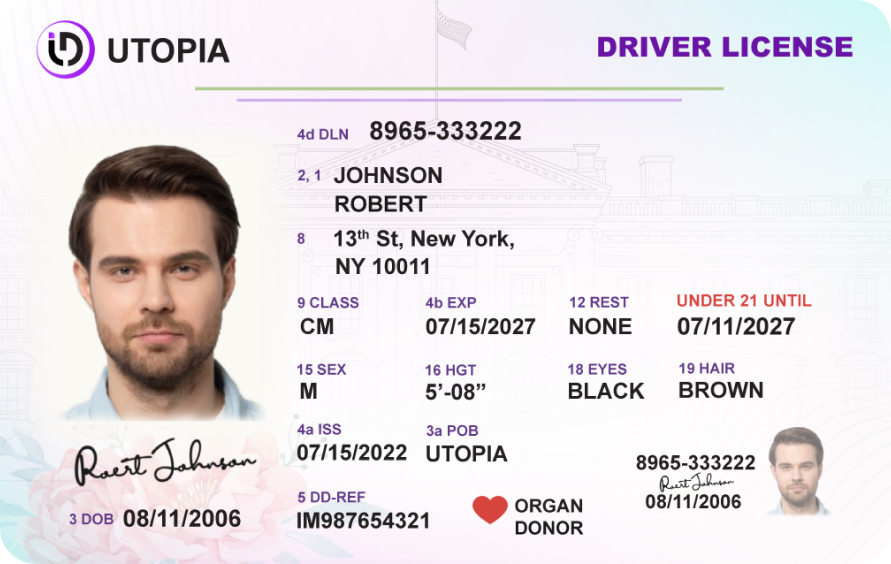 UTOPIA
DRIVER LICENSE
4d DLN 8965-333222
2, 1 JOHNSON
ROBERT
8 13th St, New York,
NY 10011
9 CLASS 4b EXP 12 REST UNDER 21 UNTIL
CM 07/15/2027 NONE 07/11/2027
15 SEX 16 HGT 18 EYES 19 HAIR
M 5’-08” BLACK BROWN
4a ISS 3a POB
07/15/2022 UTOPIA
Roert Johnson
3 DOB 08/11/2006
5 DD-REF
IM987654321
ORGAN
DONOR
8965-333222
Roert Johnson
08/11/2006